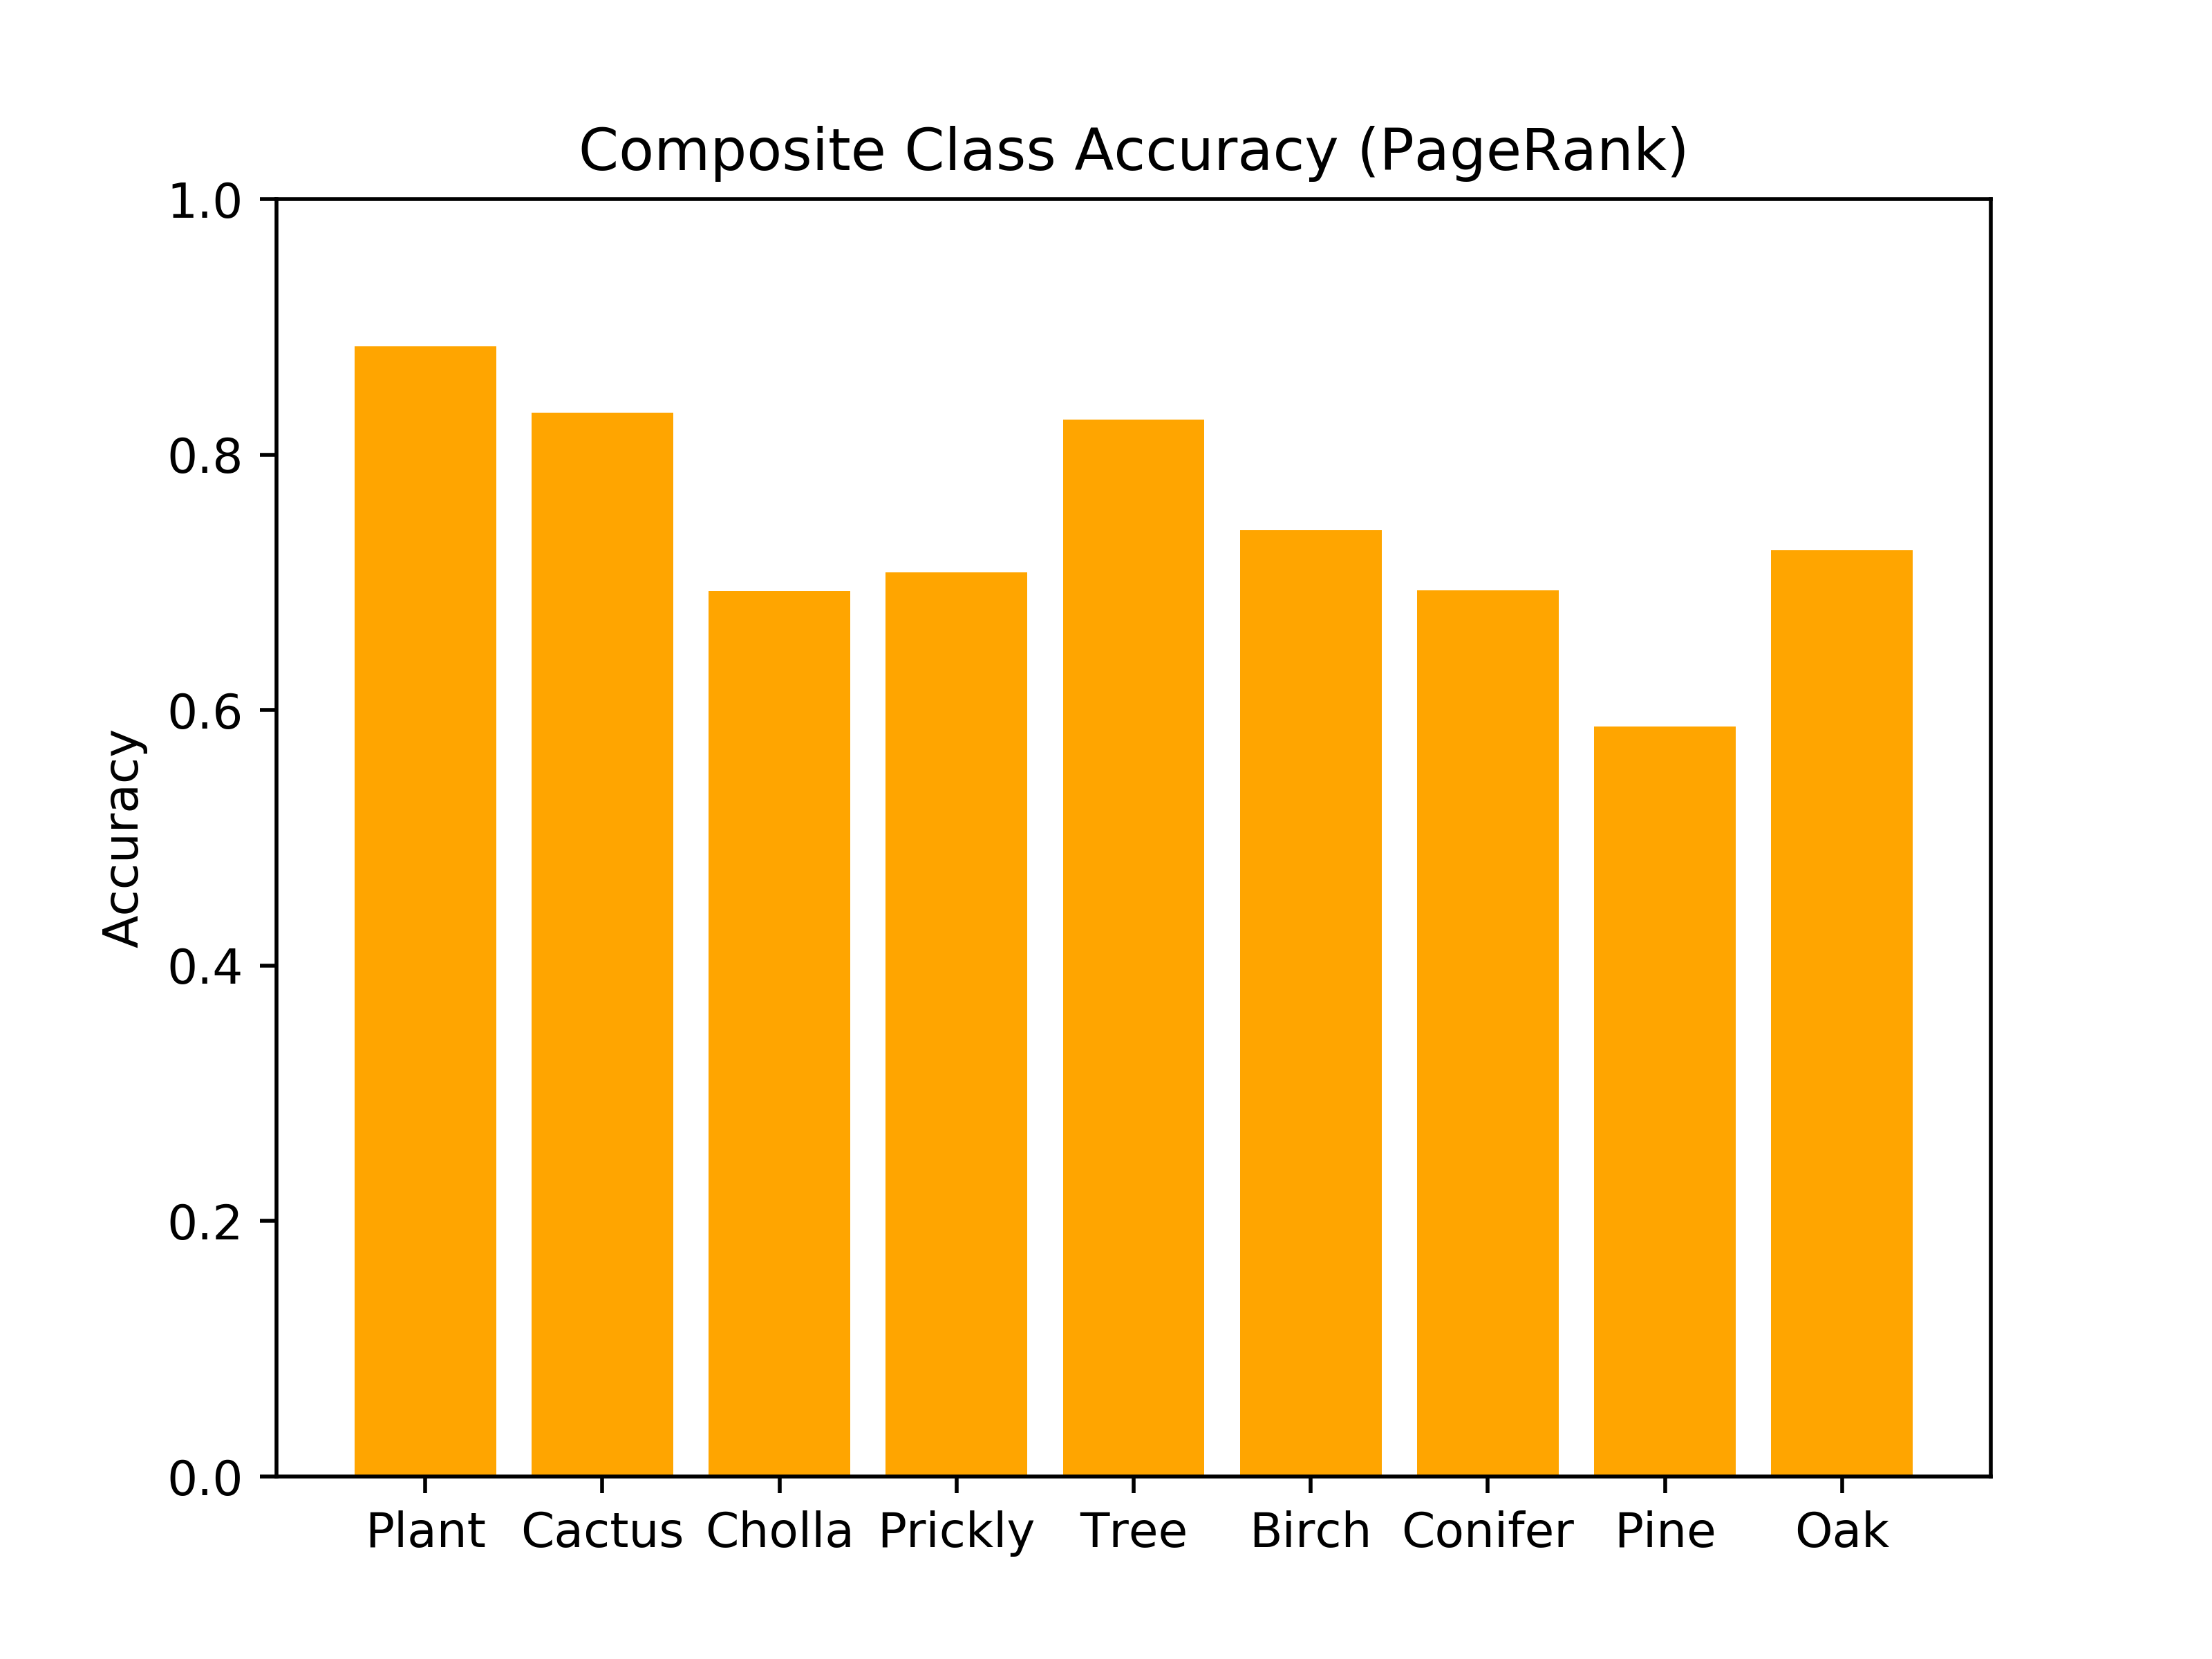 Composite Class Accuracy (PageRank)
1.0
0.8
0.6
0.4
0.2
0.0
Accuracy
Plant Cactus Cholla Prickly Tree Birch Conifer Pine Oak